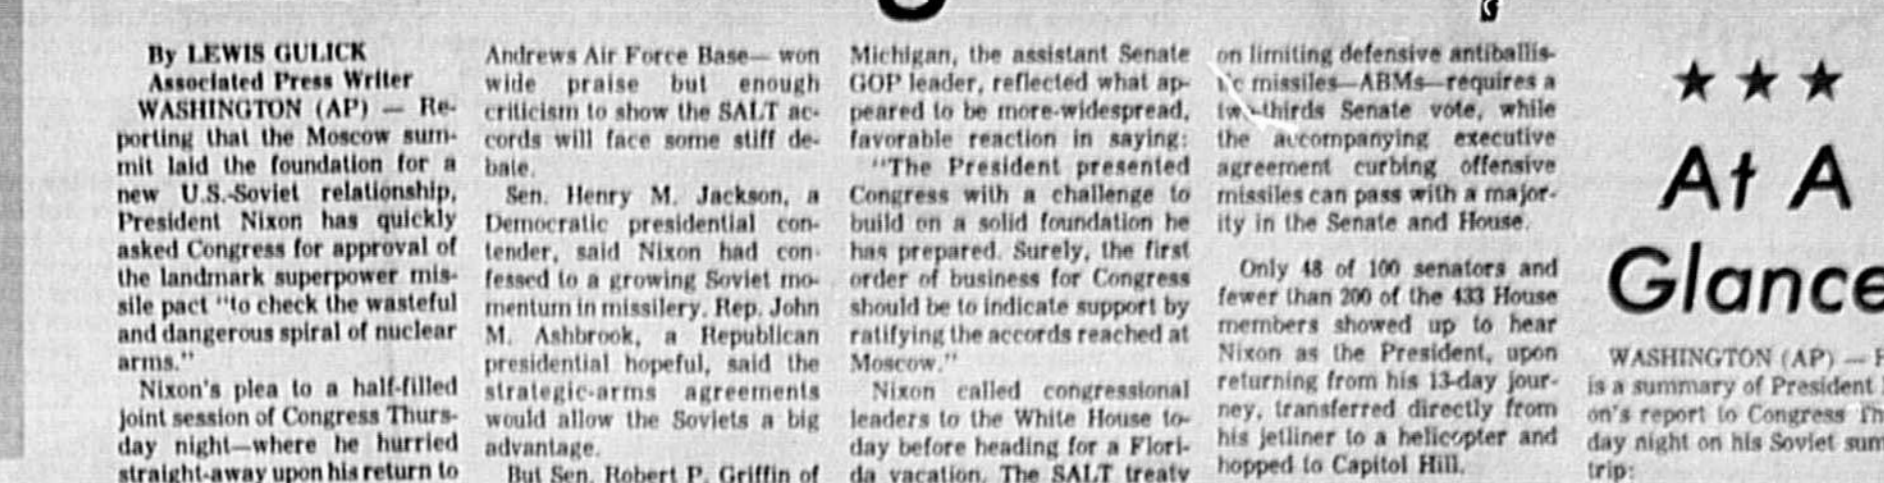 By LEWIS GULICK
Associated Press Writer
WASHINGTON (AP) — Re-
porting that the Moscow sum-
mit laid the foundation for a
new U.S.-Soviet relationship,
President Nixon has quickly
asked Congress for approval of
the landmark superpower mis-
sile pact "to check the wasteful
and dangerous spiral of nuclear
arms."
Nixon's plea to a half-filled
joint session of Congress Thurs-
day night—where he hurried
straight-away upon his return to
Andrews Air Force Base— won
wide praise but enough
criticism to show the SALT ac-
cords will face some stiff de-
bate.
Sen. Henry M. Jackson, a
Democratic presidential con-
tender, said Nixon had con-
fessed to a growing Soviet mo-
mentum in missilery. Rep. John
M. Ashbrook, a Republican
presidential hopeful, said the
strategic-arms agreements
would allow the Soviets a big
advantage.
But Sen. Robert P. Griffin of
Michigan, the assistant Senate
GOP leader, reflected what ap-
peared to be more-widespread,
favorable reaction in saying:
"The President presented
Congress with a challenge to
build on a solid foundation he
has prepared. Surely, the first
order of business for Congress
should be to indicate support by
ratifying the accords reached at
Moscow."
Nixon called congressional
leaders to the White House to-
day before heading for a Flori-
da vacation. The SALT treaty
on limiting defensive antiballis-
tic missiles—ABMs—requires a
two-thirds Senate vote, while
the accompanying executive
agreement curbing offensive
missiles can pass with a major-
ity in the Senate and House.
Only 48 of 100 senators and
fewer than 200 of the 433 House
members showed up to hear
Nixon as the President, upon
returning from his 13-day jour-
ney, transferred directly from
his jetliner to a helicopter and
hopped to Capitol Hill.
★ ★ ★
At A
Glance
WASHINGTON (AP) —
is a summary of President
on's report to Congress Th
day night on his Soviet sum
trip: